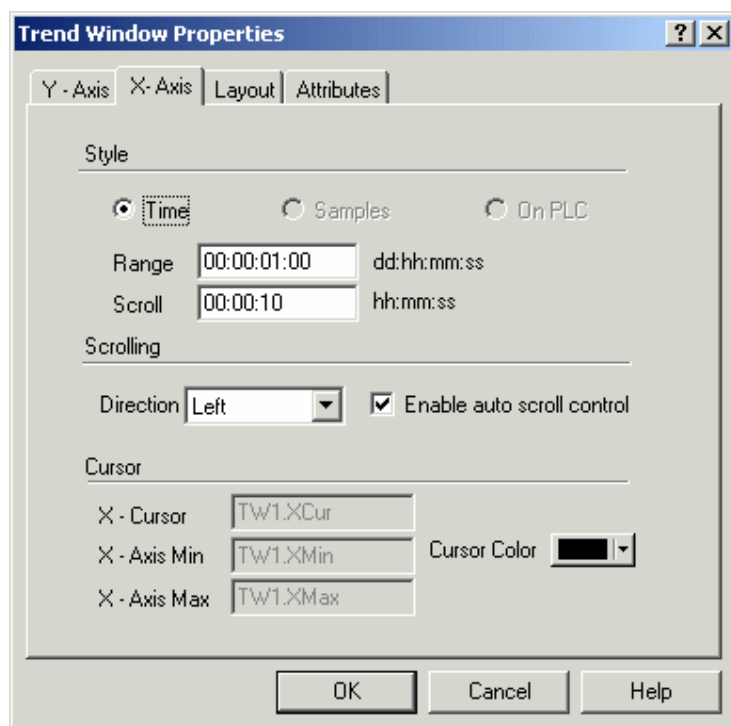 Trend Window Properties
Y - Axis X- Axis Layout Attributes
Style
Time Samples On PLC
Range 00:00:01:00 dd:hh:mm:ss
Scroll 00:00:10 hh:mm:ss
Scrolling
Direction Left Enable auto scroll control
Cursor
X - Cursor TW1.XCur
X - Axis Min TW1.XMin Cursor Color
X - Axis Max TW1.XMax
OK Cancel Help